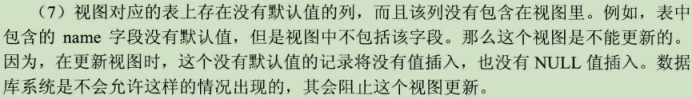 （7）视图对应的表上存在没有默认值的列，而且该列没有包含在视图里。例如，表中
包含的 name 字段没有默认值，但是视图中不包括该字段。那么这个视图是不能更新的。
因为，在更新视图时，这个没有默认值的记录将没有值插入，也没有 NULL 值插入。数据
库系统是不会允许这样的情况出现的，其会阻止这个视图更新。